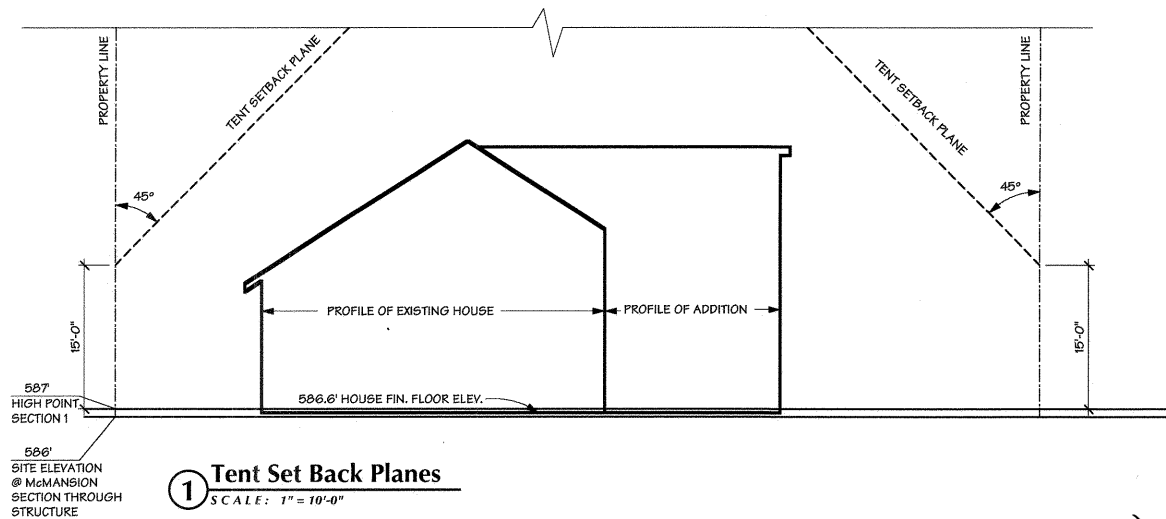 PROPERTY LINE
TENT SETBACK PLANE
TENT SETBACK PLANE
PROPERTY LINE
45°
45°
PROFILE OF EXISTING HOUSE
PROFILE OF ADDITION
15'-0"
15'-0"
587'
HIGH POINT
SECTION 1
586.6' HOUSE FIN. FLOOR ELEV.
586'
SITE ELEVATION
@ McMANSION
SECTION THROUGH
STRUCTURE
1 Tent Set Back Planes
SCALE: 1" = 10'-0"